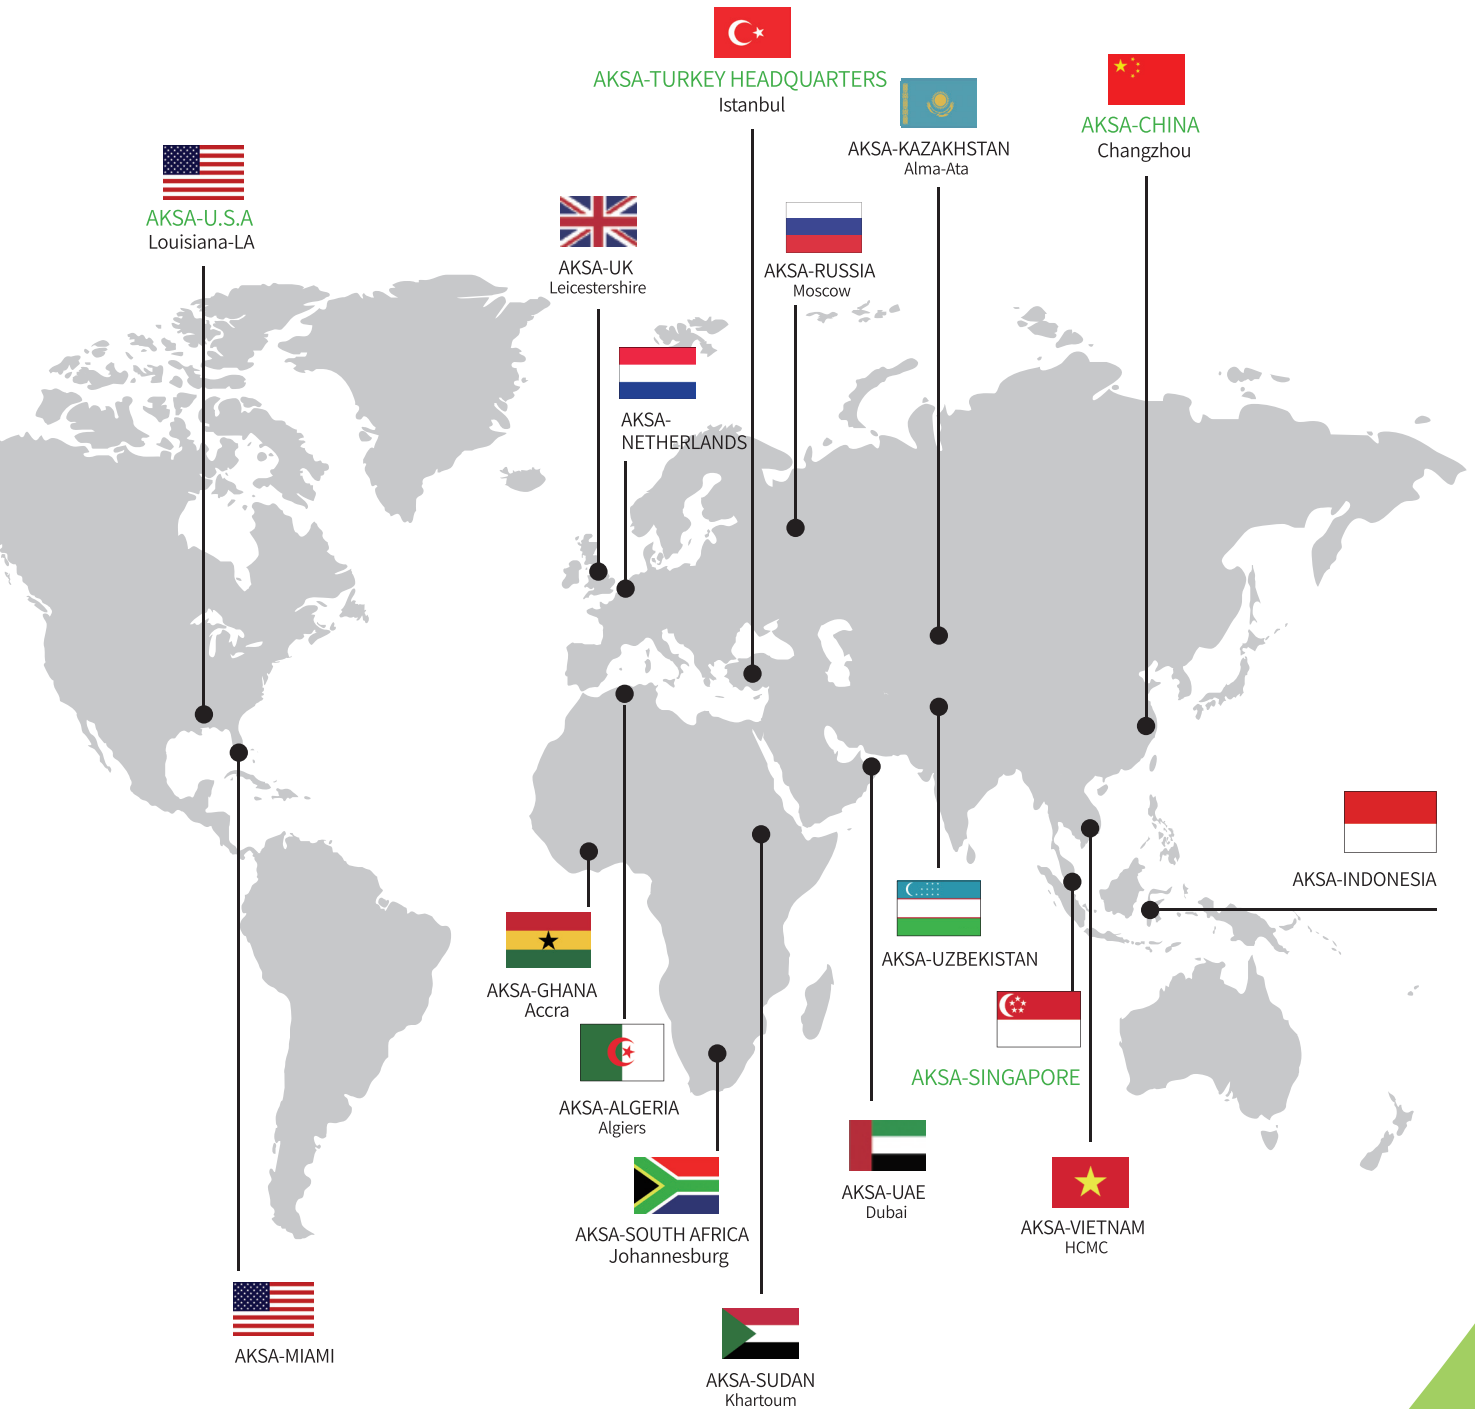 AKSA-TURKEY HEADQUARTERS
Istanbul
AKSA-KAZAKHSTAN
Alma-Ata
AKSA-CHINA
Changzhou
AKSA-U.S.A
Louisiana-LA
AKSA-UK
Leicestershire
AKSA-RUSSIA
Moscow
AKSA-
NETHERLANDS
AKSA-INDONESIA
AKSA-UZBEKISTAN
AKSA-GHANA
Accra
AKSA-SINGAPORE
AKSA-ALGERIA
Algiers
AKSA-UAE
Dubai
AKSA-SOUTH AFRICA
Johannesburg
AKSA-VIETNAM
HCMC
AKSA-MIAMI
AKSA-SUDAN
Khartoum